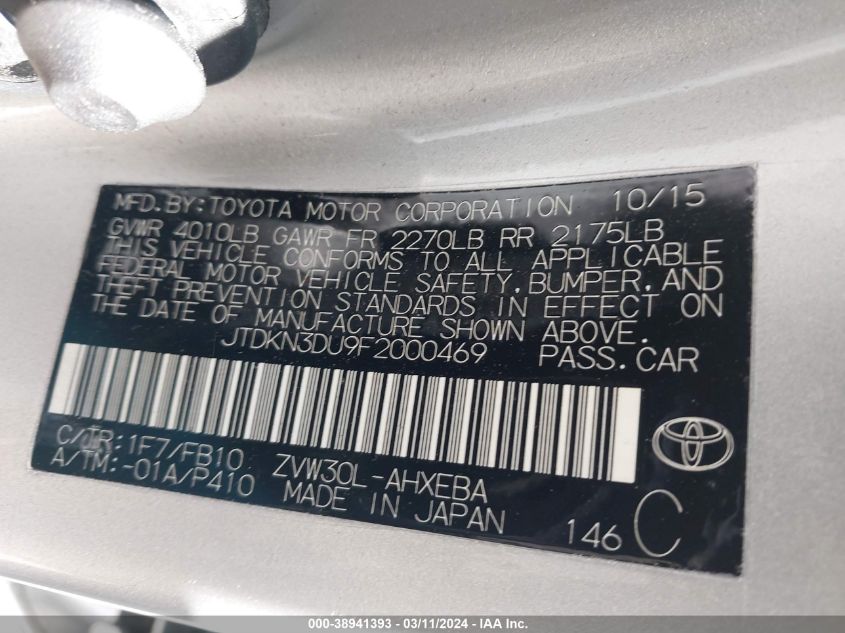 MFD.BY:TOYOTA MOTOR CORPORATION 10/15
GVWR 4010LB GAWR FR 2270LB RR 2175LB
THIS VEHICLE CONFORMS TO ALL APPLICABLE
FEDERAL MOTOR VEHICLE SAFETY,BUMPER,AND
THEFT PREVENTION STANDARDS IN EFFECT ON
THE DATE OF MANUFACTURE SHOWN ABOVE.
JTDKN3DU9F2000469 PASS.CAR
C/TR:1F7/FB10 ZVW30L-AHXEBA
A/TM:-01A/P410 MADE IN JAPAN 146 C
000-38941393 - 03/11/2024 - IAA Inc.